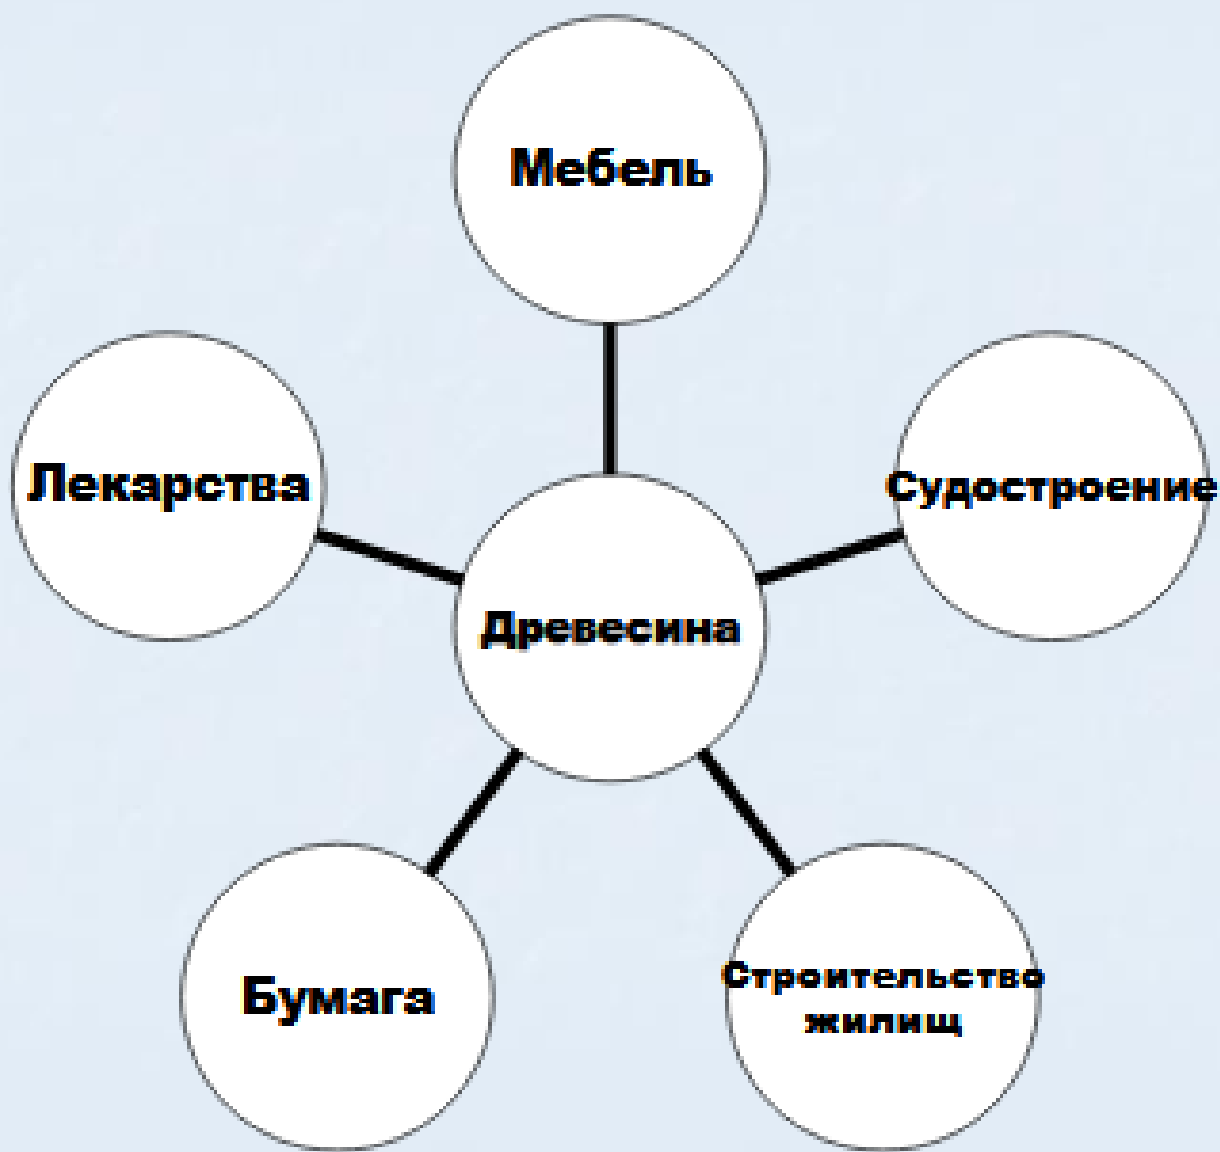 Мебель
Лекарства
Судостроение
Древесина
Бумага
Строительство
жилищ